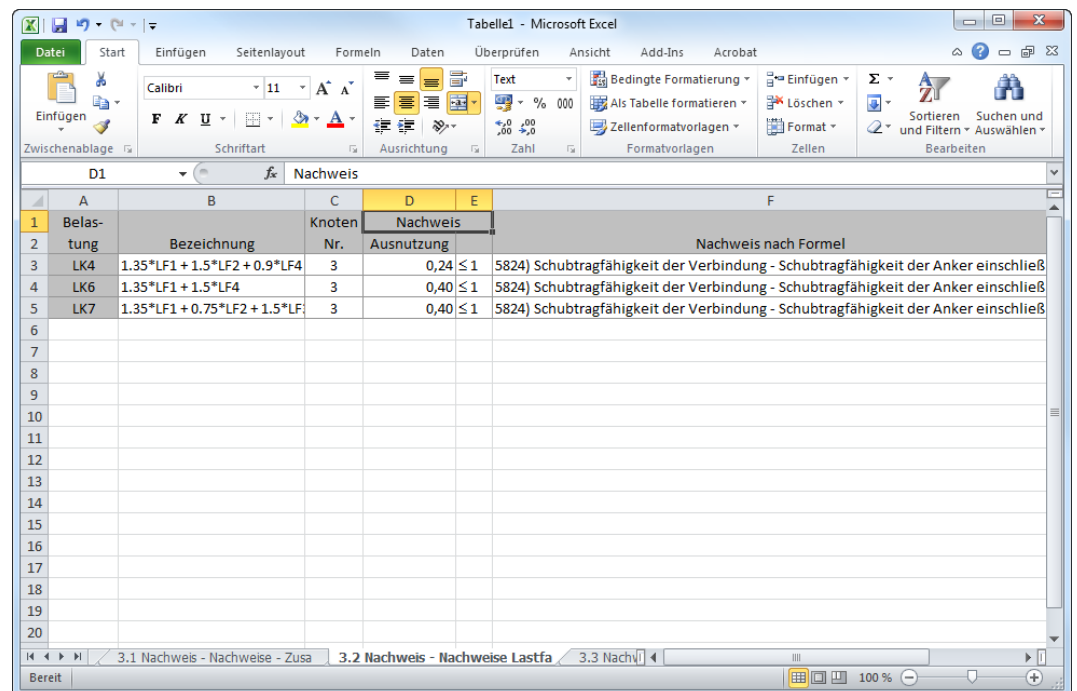 Tabelle1 - Microsoft Excel
Datei Start Einfügen Seitenlayout Formeln Daten Überprüfen Ansicht Add-Ins Acrobat
Einfügen
Zwischenablage
Calibri 11
F K U
Schriftart
Ausrichtung
Text
% 000
Zahl
Bedingte Formatierung
Als Tabelle formatieren
Zellenformatvorlagen
Formatvorlagen
Einfügen
Löschen
Format
Zellen
Σ
Sortieren und Filtern
Suchen und Auswählen
Bearbeiten
D1 fx Nachweis
A B C D E F
1 Belas- Knoten Nachweis
2 tung Bezeichnung Nr. Ausnutzung Nachweis nach Formel
3 LK4 1.35*LF1 + 1.5*LF2 + 0.9*LF4 3 0,24 ≤ 1 5824) Schubtragfähigkeit der Verbindung - Schubtragfähigkeit der Anker einschließ
4 LK6 1.35*LF1 + 1.5*LF4 3 0,40 ≤ 1 5824) Schubtragfähigkeit der Verbindung - Schubtragfähigkeit der Anker einschließ
5 LK7 1.35*LF1 + 0.75*LF2 + 1.5*LF 3 0,40 ≤ 1 5824) Schubtragfähigkeit der Verbindung - Schubtragfähigkeit der Anker einschließ
6
7
8
9
10
11
12
13
14
15
16
17
18
19
20
3.1 Nachweis - Nachweise - Zusa 3.2 Nachweis - Nachweise Lastfa 3.3 Nachw
Bereit 100 %